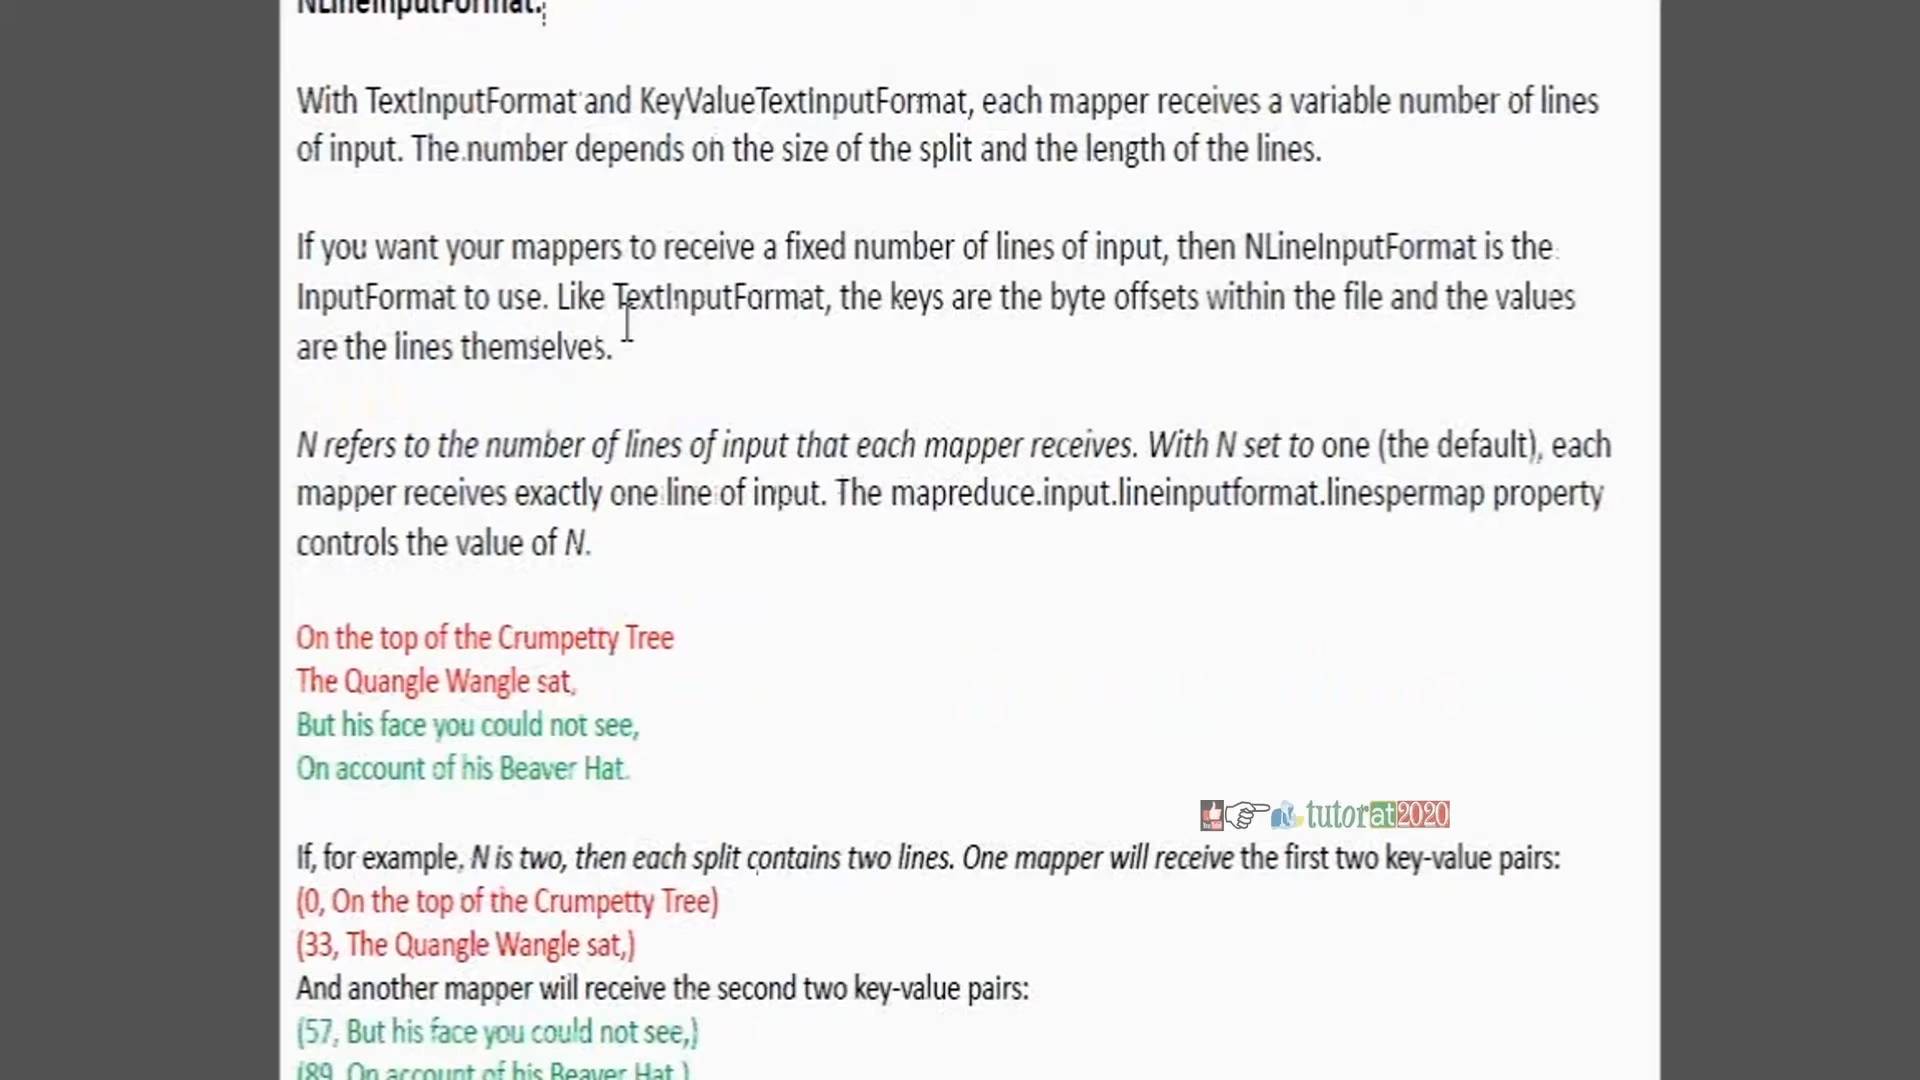 NLineInputFormat.
With TextInputFormat and KeyValueTextInputFormat, each mapper receives a variable number of lines
of input. The number depends on the size of the split and the length of the lines.
If you want your mappers to receive a fixed number of lines of input, then NLineInputFormat is the
InputFormat to use. Like TextInputFormat, the keys are the byte offsets within the file and the values
are the lines themselves.
N refers to the number of lines of input that each mapper receives. With N set to one (the default), each
mapper receives exactly one line of input. The mapreduce.input.lineinputformat.linespermap property
controls the value of N.
On the top of the Crumpetty Tree
The Quangle Wangle sat,
But his face you could not see,
On account of his Beaver Hat.
tutorat2020
If, for example, N is two, then each split contains two lines. One mapper will receive the first two key-value pairs:
(0, On the top of the Crumpetty Tree)
(33, The Quangle Wangle sat,)
And another mapper will receive the second two key-value pairs:
(57, But his face you could not see,)
(89, On account of his Beaver Hat.)